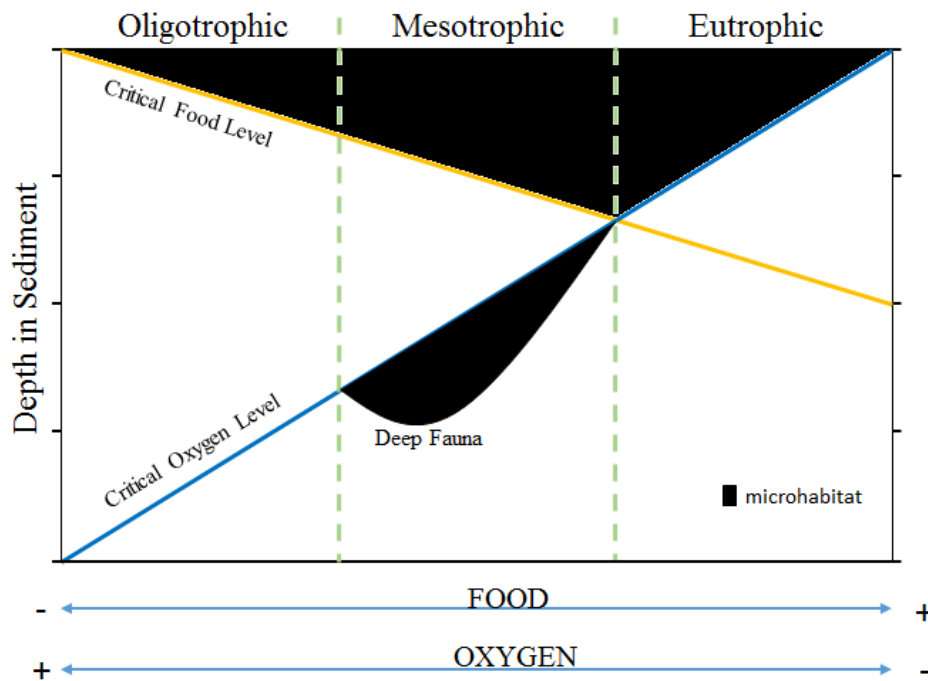 Oligotrophic Mesotrophic Eutrophic
Critical Food Level
Depth in Sediment
Critical Oxygen Level
Deep Fauna
microhabitat
- FOOD +
+ OXYGEN -